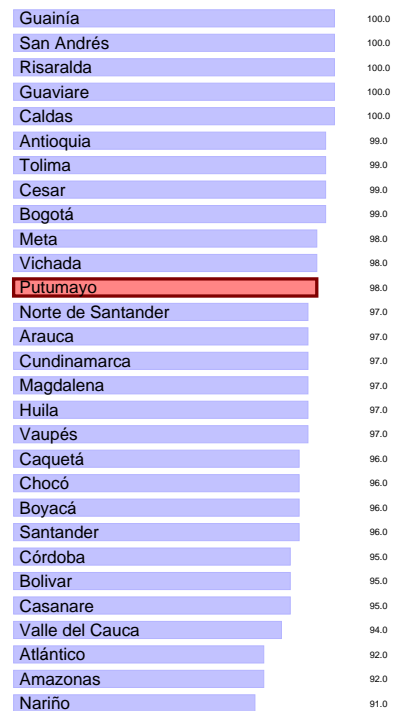 Guainía 100.0
San Andrés 100.0
Risaralda 100.0
Guaviare 100.0
Caldas 100.0
Antioquia 99.0
Tolima 99.0
Cesar 99.0
Bogotá 99.0
Meta 98.0
Vichada 98.0
Putumayo 98.0
Norte de Santander 97.0
Arauca 97.0
Cundinamarca 97.0
Magdalena 97.0
Huila 97.0
Vaupés 97.0
Caquetá 96.0
Chocó 96.0
Boyacá 96.0
Santander 96.0
Córdoba 95.0
Bolivar 95.0
Casanare 95.0
Valle del Cauca 94.0
Atlántico 92.0
Amazonas 92.0
Nariño 91.0